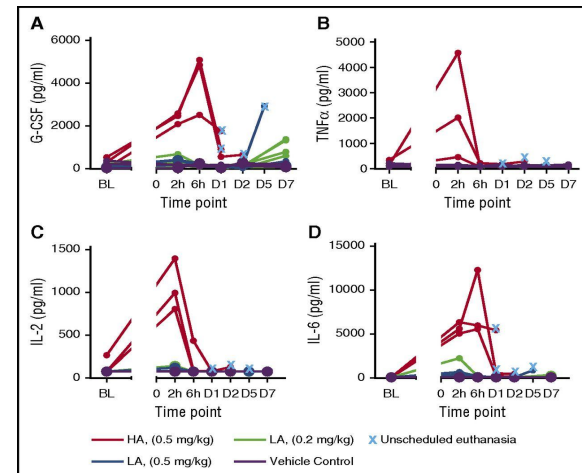 A
G-CSF (pg/ml)
6000
4000
2000
0
BL 0 2h 6h D1 D2 D5 D7
Time point
B
TNFα (pg/ml)
5000
4000
3000
2000
1000
0
BL 0 2h 6h D1 D2 D5 D7
Time point
C
IL-2 (pg/ml)
1500
1000
500
0
BL 0 2h 6h D1 D2 D5 D7
Time point
D
IL-6 (pg/ml)
15000
10000
5000
0
BL 0 2h 6h D1 D2 D5 D7
Time point
HA, (0.5 mg/kg) LA, (0.2 mg/kg) x Unscheduled euthanasia
LA, (0.5 mg/kg) Vehicle Control